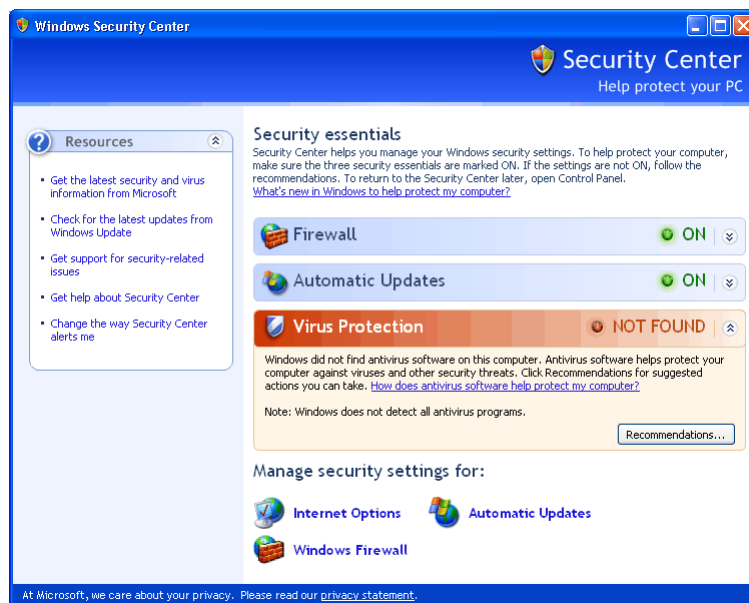 Windows Security Center
Security Center
Help protect your PC
Resources
Get the latest security and virus
information from Microsoft
Check for the latest updates from
Windows Update
Get support for security-related
issues
Get help about Security Center
Change the way Security Center
alerts me
Security essentials
Security Center helps you manage your Windows security settings. To help protect your computer,
make sure the three security essentials are marked ON. If the settings are not ON, follow the
recommendations. To return to the Security Center later, open Control Panel.
What's new in Windows to help protect my computer?
Firewall ON
Automatic Updates ON
Virus Protection NOT FOUND
Windows did not find antivirus software on this computer. Antivirus software helps protect your
computer against viruses and other security threats. Click Recommendations for suggested
actions you can take. How does antivirus software help protect my computer?
Note: Windows does not detect all antivirus programs.
Recommendations...
Manage security settings for:
Internet Options Automatic Updates
Windows Firewall
At Microsoft, we care about your privacy. Please read our privacy statement.